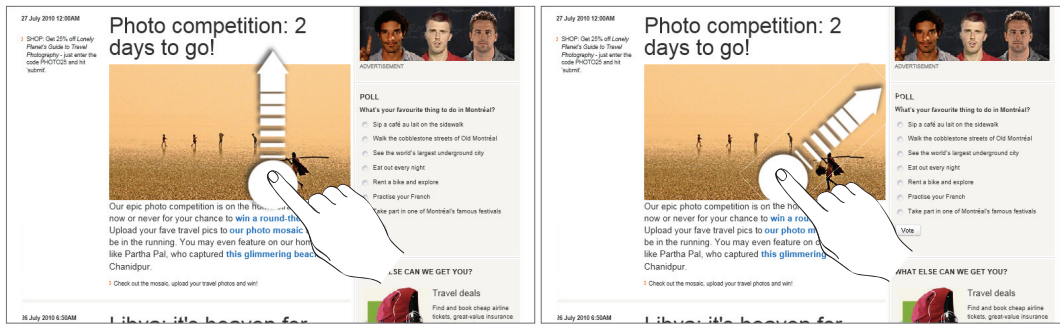 27 July 2010 12:00AM
SHOP: Get 25% off Lonely
Planet's Guide to Travel
Photography - just enter the
code PHOTO25 and hit
'submit'.
Photo competition: 2
days to go!
Our epic photo competition is on the
now or never for your chance to win a
Upload your fave travel pics to our photo mosaic
be in the running. You may even feature on our
like Partha Pal, who captured this glimmering
Chanidpur.
Check out the mosaic, upload your travel photos and win!
26 July 2010 6:50AM
Libya: it's heaven for
ADVERTISEMENT
POLL
What's your favourite thing to do in Montréal?
Sip a café au lait on the sidewalk
Walk the cobblestone streets of Old Montréal
See the world's largest underground city
Eat out every night
Rent a bike and explore
Practise your French
Take part in one of Montréal's famous festivals
ELSE CAN WE GET YOU?
Travel deals
Find and book cheap airline
tickets, great-value insurance
27 July 2010 12:00AM
SHOP: Get 25% off Lonely
Planet's Guide to Travel
Photography - just enter the
code PHOTO25 and hit
'submit'.
Photo competition: 2
days to go!
Our epic photo competition is on the
now or never for your chance to win a
Upload your fave travel pics to our photo
be in the running. You may even feature on
like Partha Pal, who captured this glimmering
Chanidpur.
Check out the mosaic, upload your travel photos and win!
26 July 2010 6:50AM
Libya: it's heaven for
ADVERTISEMENT
POLL
What's your favourite thing to do in Montréal?
Sip a café au lait on the sidewalk
Walk the cobblestone streets of Old Montréal
See the world's largest underground city
Eat out every night
Rent a bike and explore
Practise your French
Take part in one of Montréal's famous festivals
Vote
WHAT ELSE CAN WE GET YOU?
Travel deals
Find and book cheap airline
tickets, great-value insurance